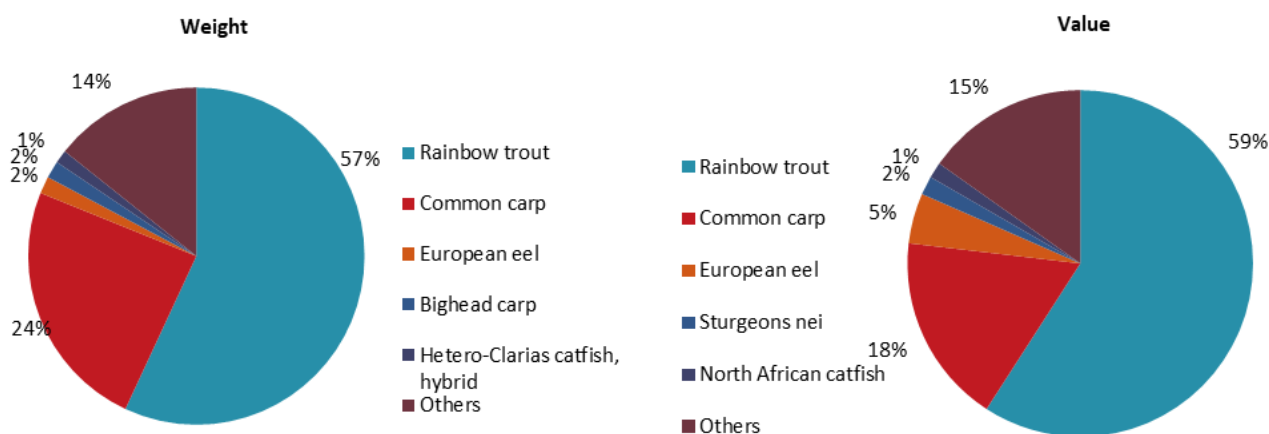 Weight
14%
1%
2%
2%
57%
24%
Rainbow trout
Common carp
European eel
Bighead carp
Hetero-Clarias catfish,
hybrid
Others
Value
15%
1%
2%
5%
59%
18%
Rainbow trout
Common carp
European eel
Sturgeons nei
North African catfish
Others